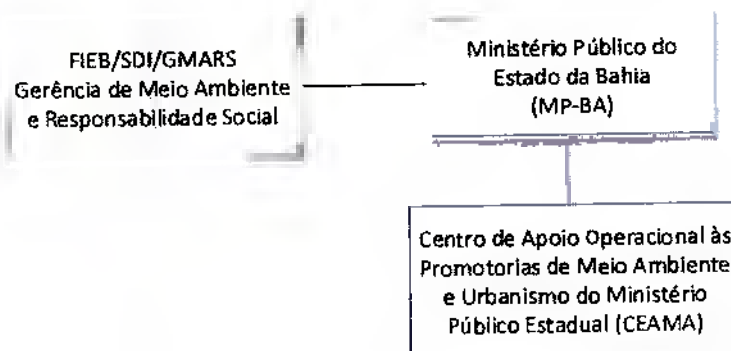 FIEB/SDI/GMARS
Gerência de Meio Ambiente
e Responsabilidade Social
Ministério Público do
Estado da Bahia
(MP-BA)
Centro de Apoio Operacional às
Promotorias de Meio Ambiente
e Urbanismo do Ministério
Público Estadual (CEAMA)